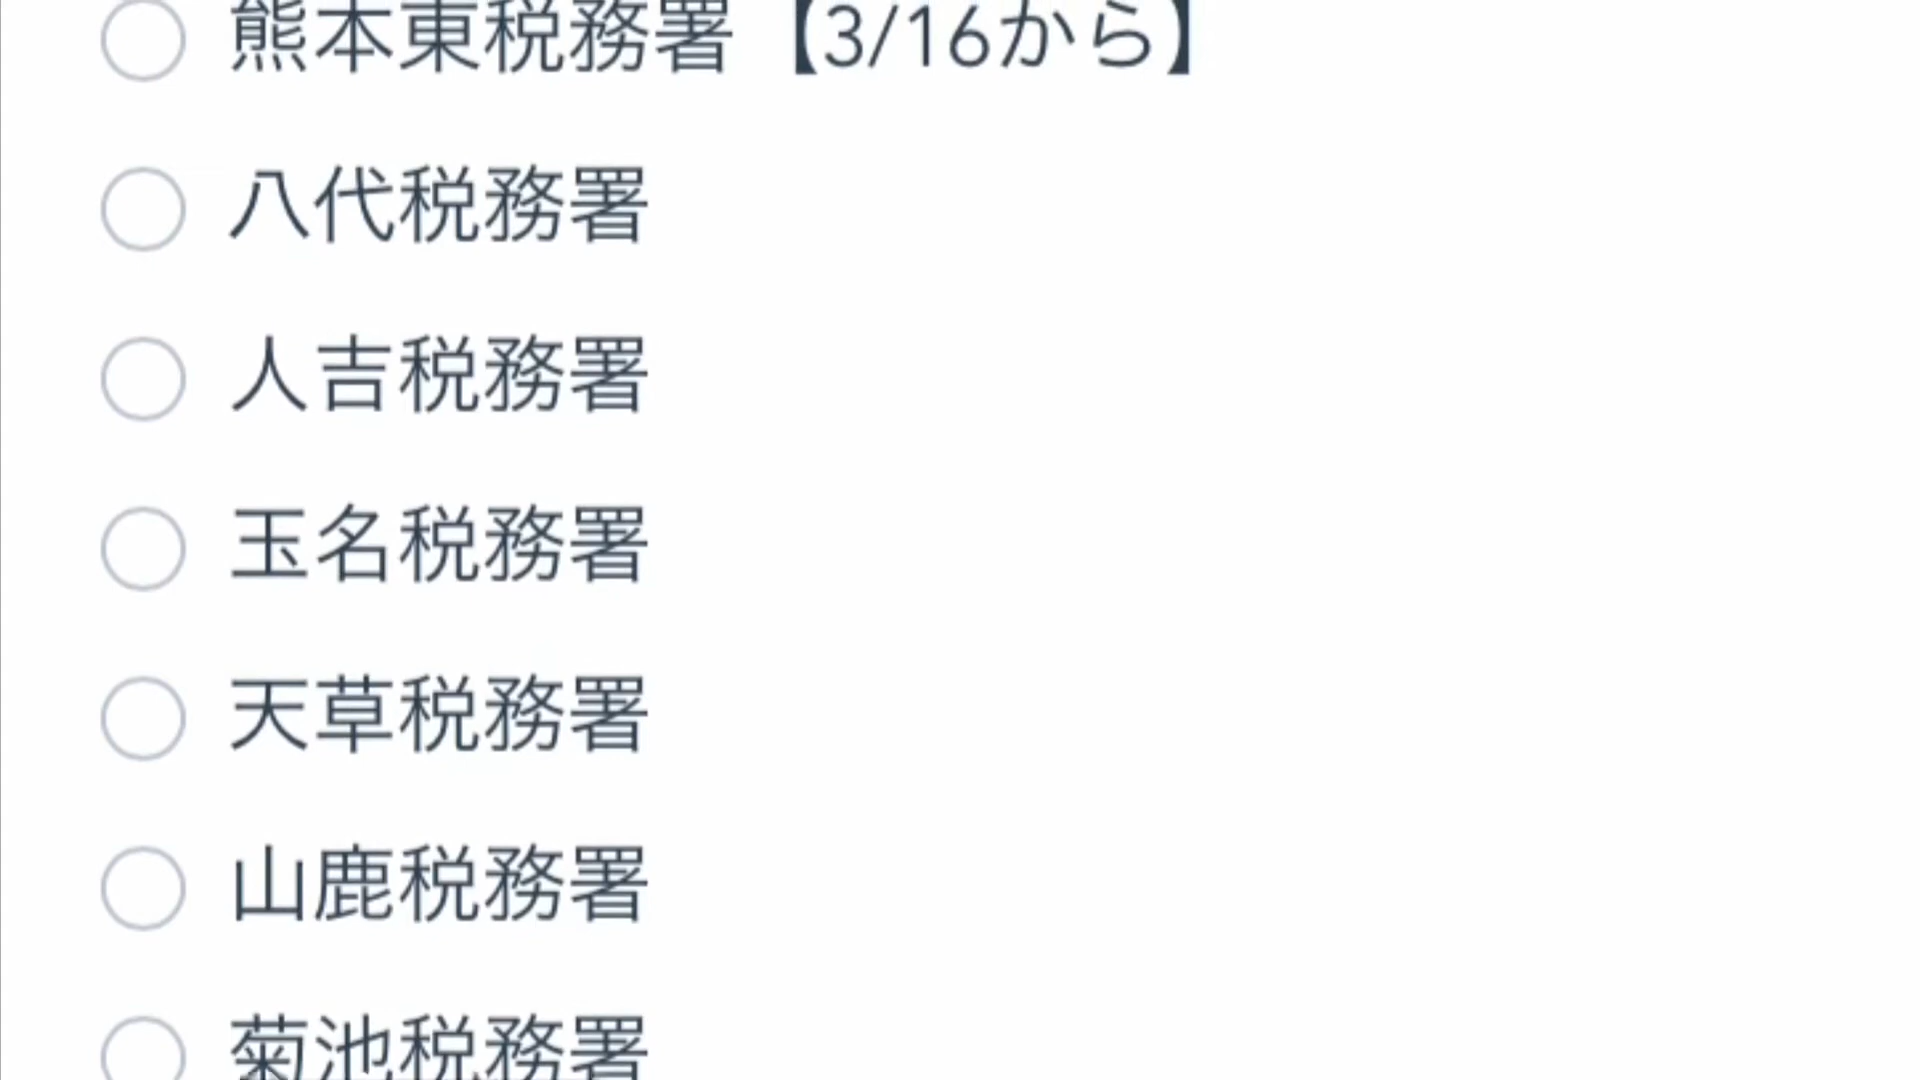 熊本東税務署【3/16から】
八代税務署
人吉税務署
玉名税務署
天草税務署
山鹿税務署
菊池税務署